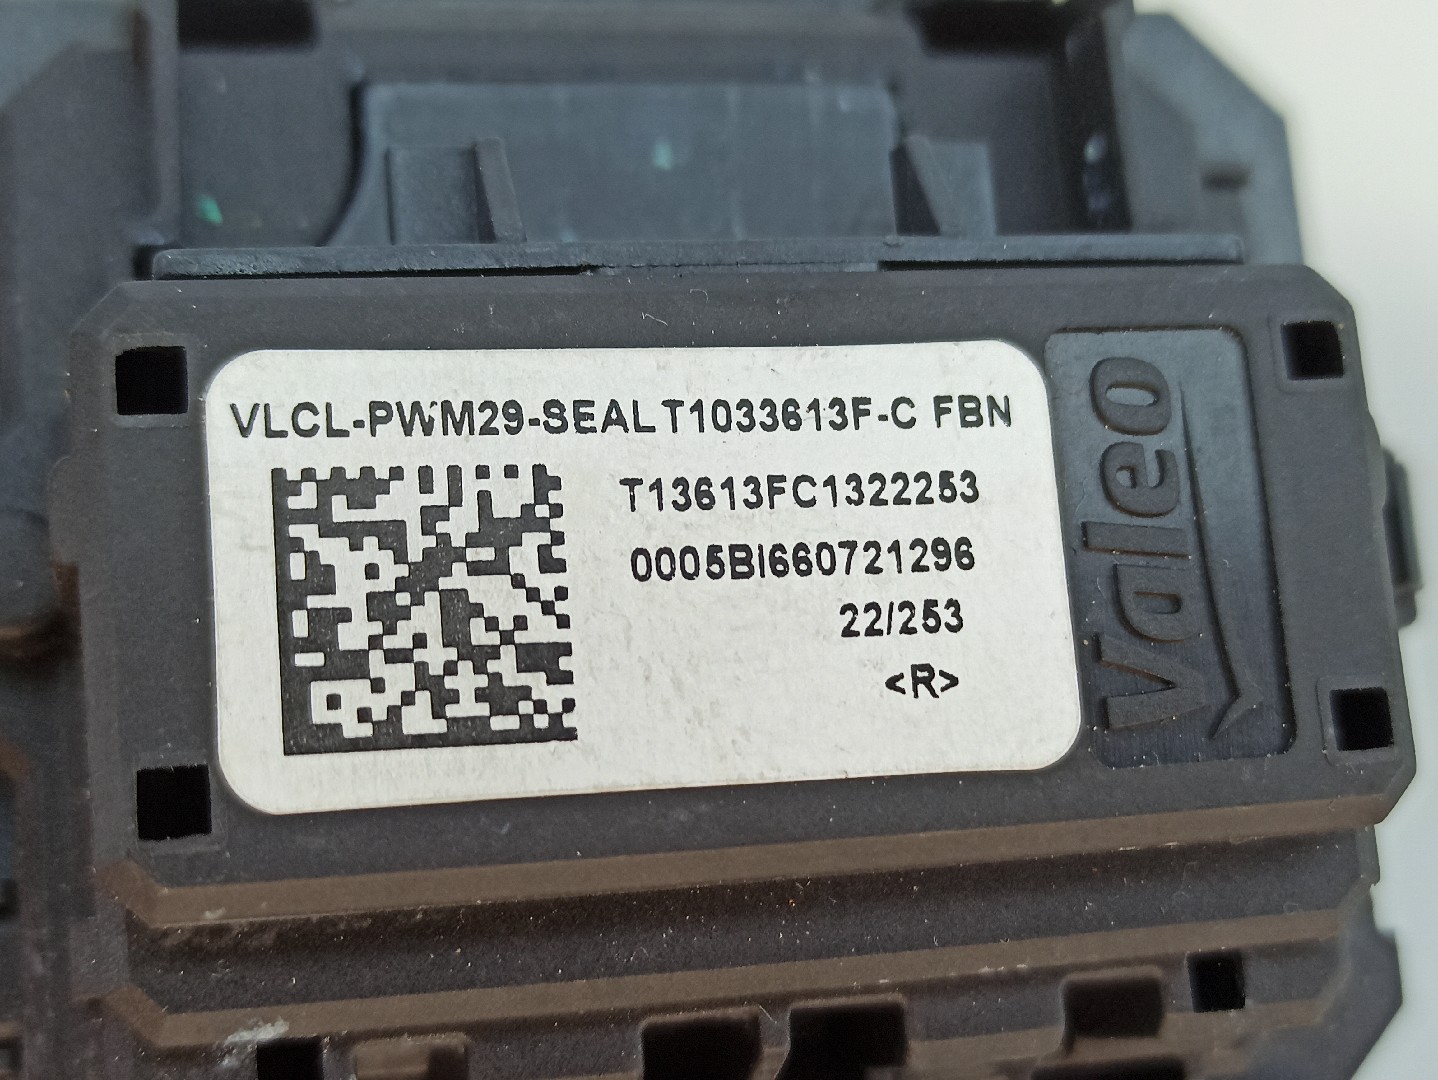 VLCL-PWM29-SEAL T1033613F-C FBN
T13613FC1322253
0005BI660721296
22/253
<R>
Valeo